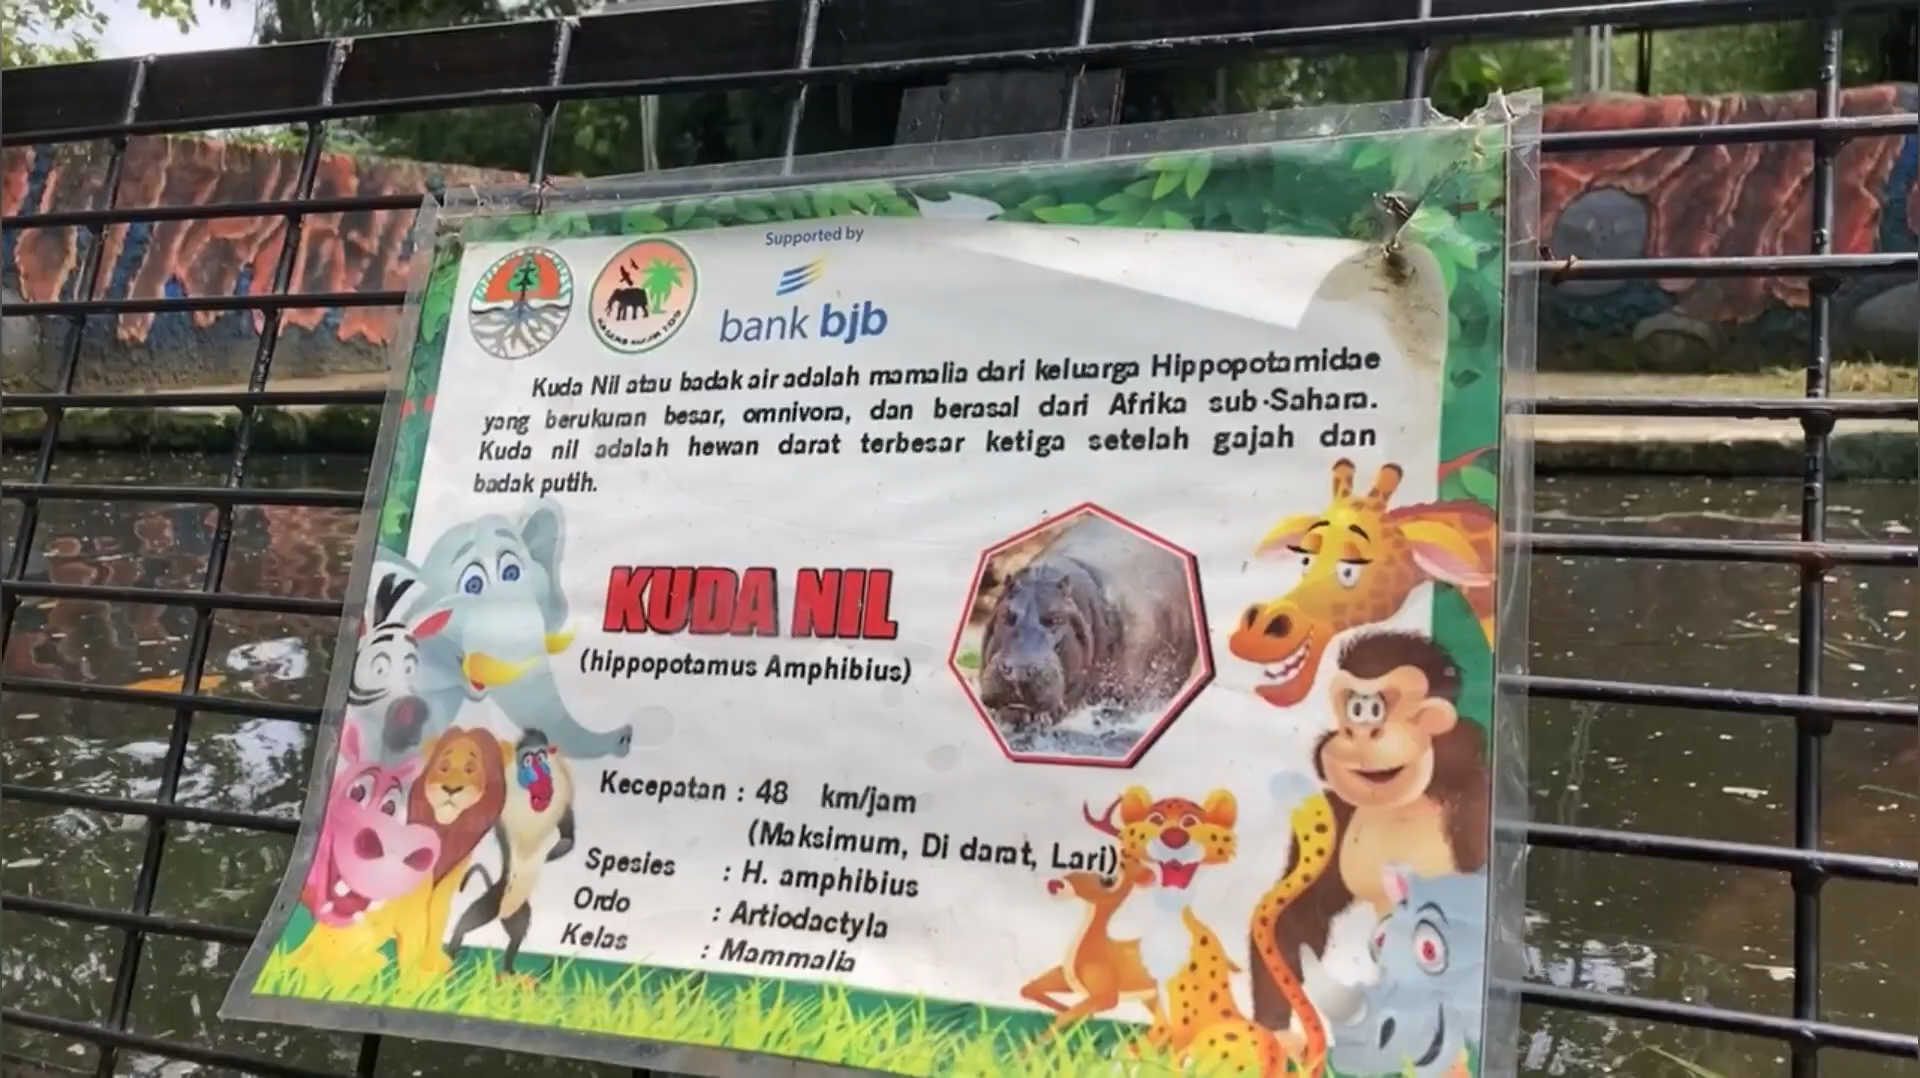 Supported by
bank bjb
Kuda Nil atau badak air adalah mamalia dari keluarga Hippopotamidae
yang berukuran besar, omnivora, dan berasal dari Afrika sub-Sahara.
Kuda nil adalah hewan darat terbesar ketiga setelah gajah dan
badak putih.
KUDA NIL
(hippopotamus Amphibius)
Kecepatan : 48 km/jam
(Maksimum, Di darat, Lari)
Spesies : H. amphibius
Ordo : Artiodactyla
Kelas : Mammalia